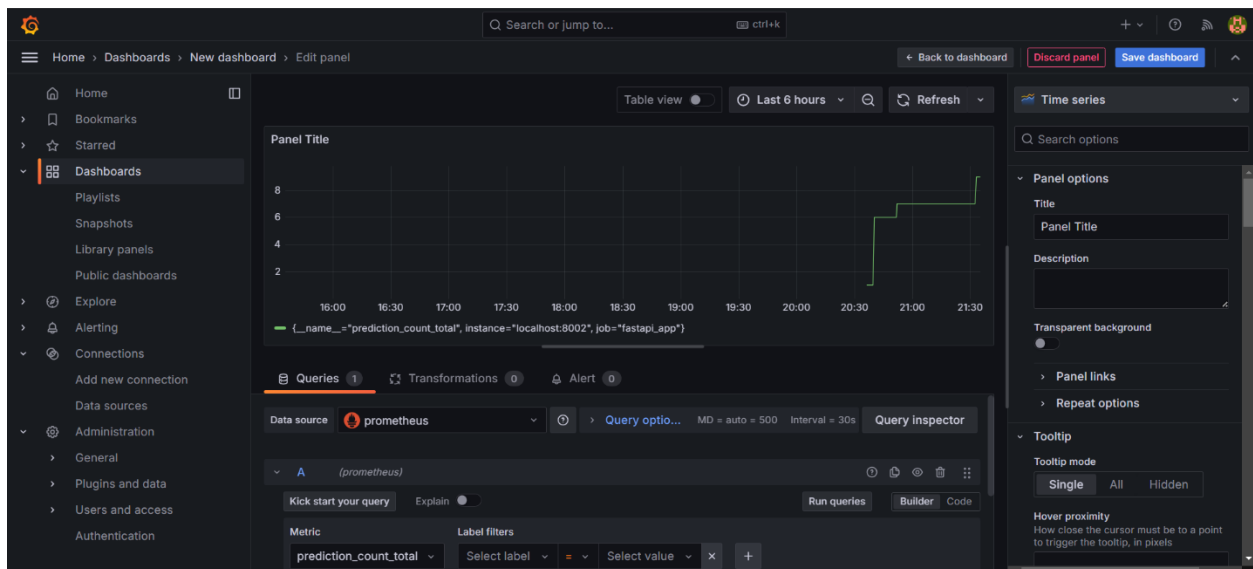 Search or jump to... ctrl+k
Home › Dashboards › New dashboard › Edit panel
← Back to dashboard Discard panel Save dashboard
Home
Bookmarks
Starred
Dashboards
Playlists
Snapshots
Library panels
Public dashboards
Explore
Alerting
Connections
Add new connection
Data sources
Administration
General
Plugins and data
Users and access
Authentication
Table view Last 6 hours Refresh
Panel Title
8
6
4
2
16:00 16:30 17:00 17:30 18:00 18:30 19:00 19:30 20:00 20:30 21:00 21:30
{__name__="prediction_count_total", instance="localhost:8002", job="fastapi_app"}
Queries 1 Transformations 0 Alert 0
Data source prometheus › Query optio... MD = auto = 500 Interval = 30s Query inspector
A (prometheus)
Kick start your query Explain Run queries Builder Code
Metric Label filters
prediction_count_total Select label = Select value × +
Time series
Search options
Panel options
Title
Panel Title
Description
Transparent background
› Panel links
› Repeat options
Tooltip
Tooltip mode
Single All Hidden
Hover proximity
How close the cursor must be to a point
to trigger the tooltip, in pixels